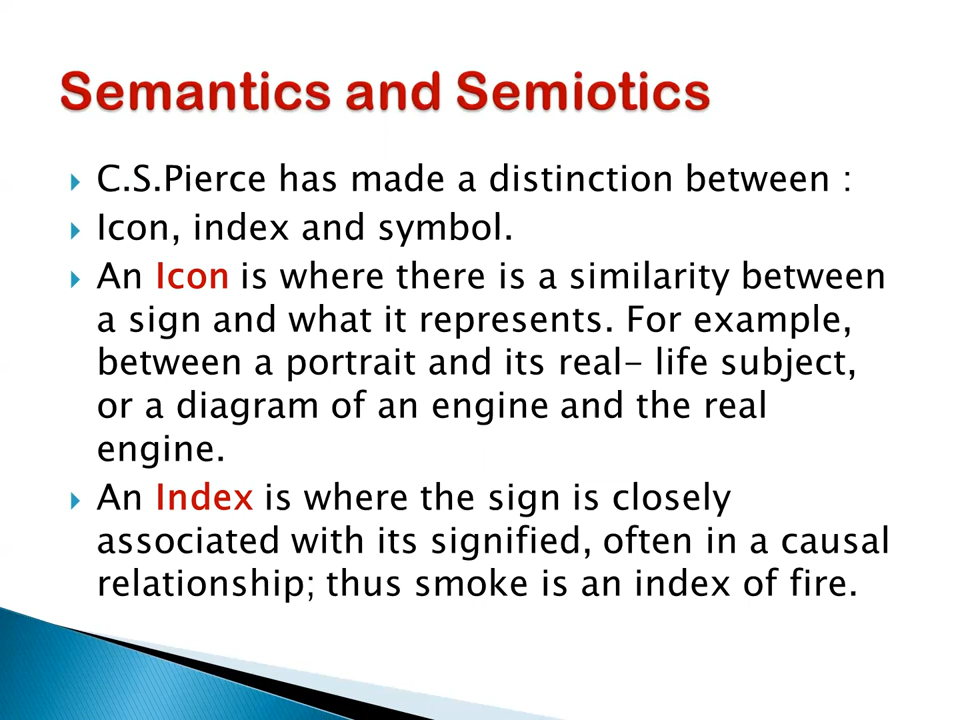 Semantics and Semiotics
C.S.Pierce has made a distinction between :
Icon, index and symbol.
An Icon is where there is a similarity between
a sign and what it represents. For example,
between a portrait and its real- life subject,
or a diagram of an engine and the real
engine.
An Index is where the sign is closely
associated with its signified, often in a causal
relationship; thus smoke is an index of fire.